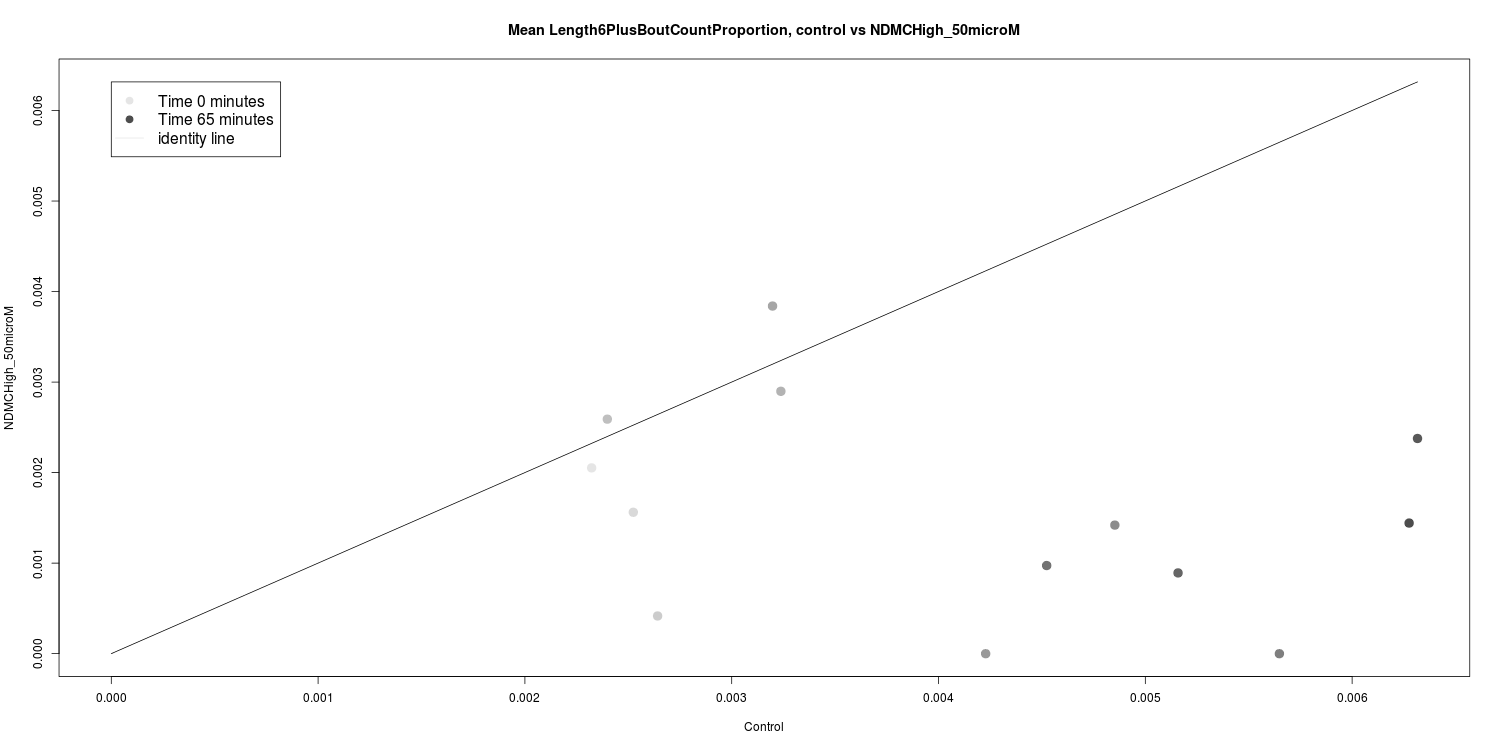 Mean Length6PlusBoutCountProportion, control vs NDMCHigh_50microM
Time 0 minutes
Time 65 minutes
identity line
NDMCHigh_50microM
0.006
0.005
0.004
0.003
0.002
0.001
0.000
0.000 0.001 0.002 0.003 0.004 0.005 0.006
Control